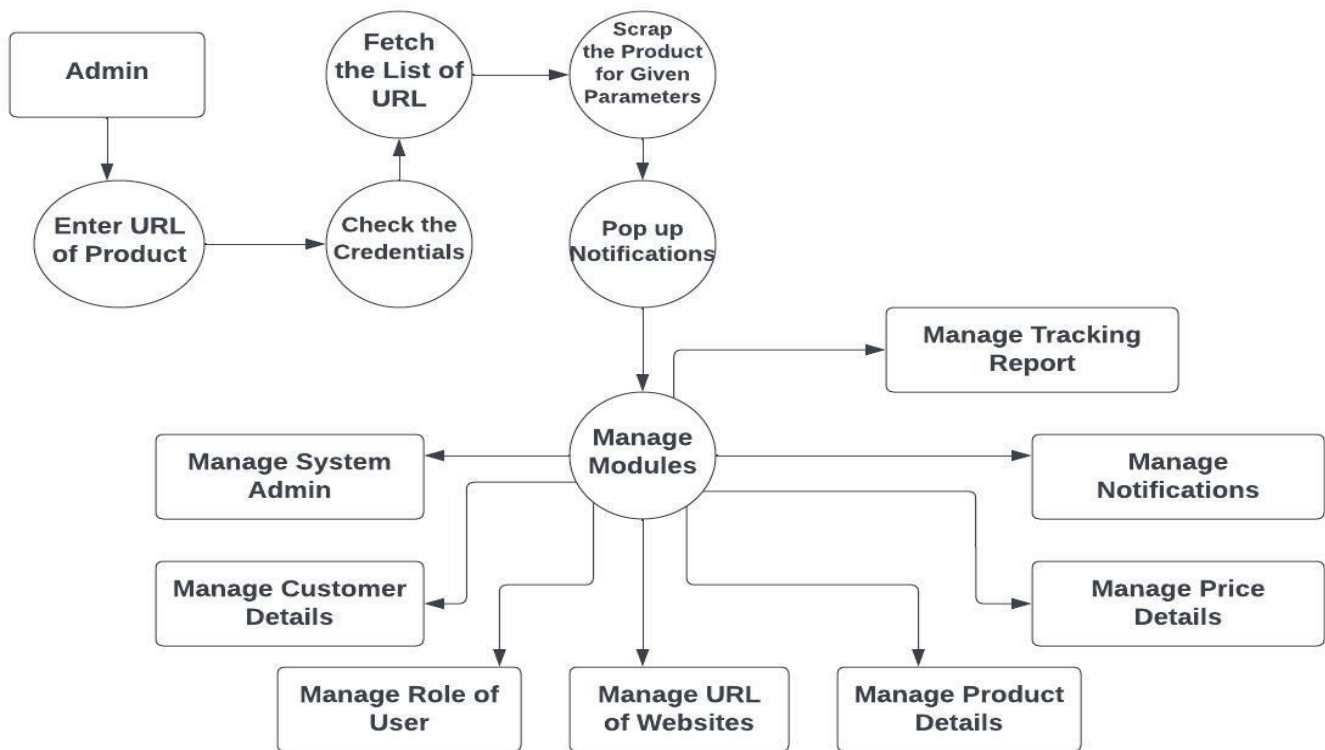 Admin
Fetch
the List of
URL
Scrap
the Product
for Given
Parameters
Enter URL
of Product
Check the
Credentials
Pop up
Notifications
Manage Tracking
Report
Manage
Modules
Manage System
Admin
Manage
Notifications
Manage Customer
Details
Manage Price
Details
Manage Role of
User
Manage URL
of Websites
Manage Product
Details